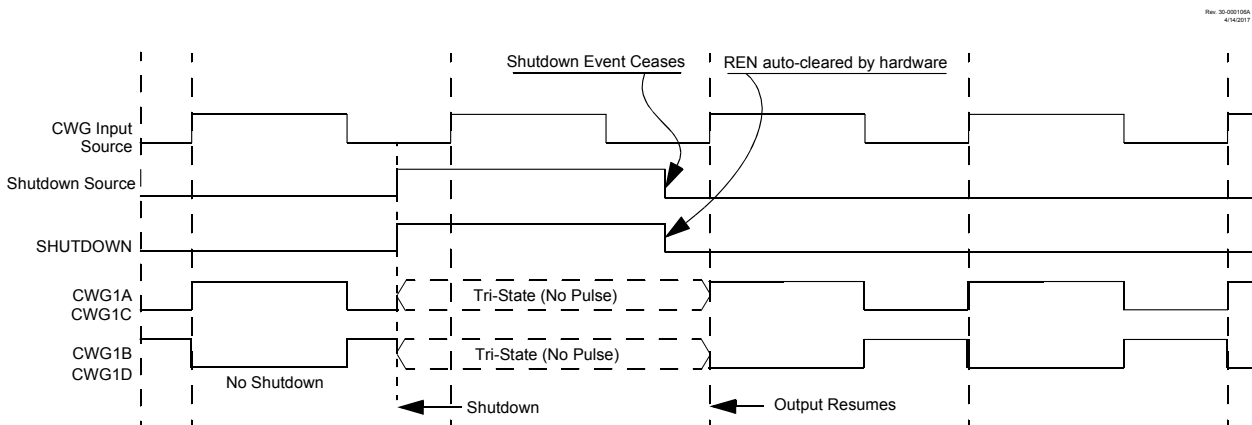 Rev. 30-000108A
4/14/2017
Shutdown Event Ceases
REN auto-cleared by hardware
CWG Input
Source
Shutdown Source
SHUTDOWN
CWG1A
CWG1C
Tri-State (No Pulse)
CWG1B
CWG1D
Tri-State (No Pulse)
No Shutdown
Shutdown
Output Resumes